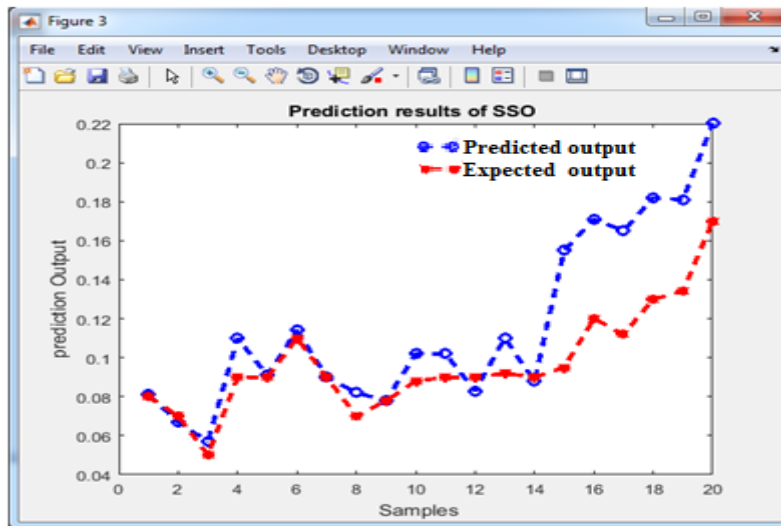 Figure 3
File Edit View Insert Tools Desktop Window Help
Prediction results of SSO
Predicted output
Expected output
prediction Output
0.22
0.2
0.18
0.16
0.14
0.12
0.1
0.08
0.06
0.04
0 2 4 6 8 10 12 14 16 18 20
Samples